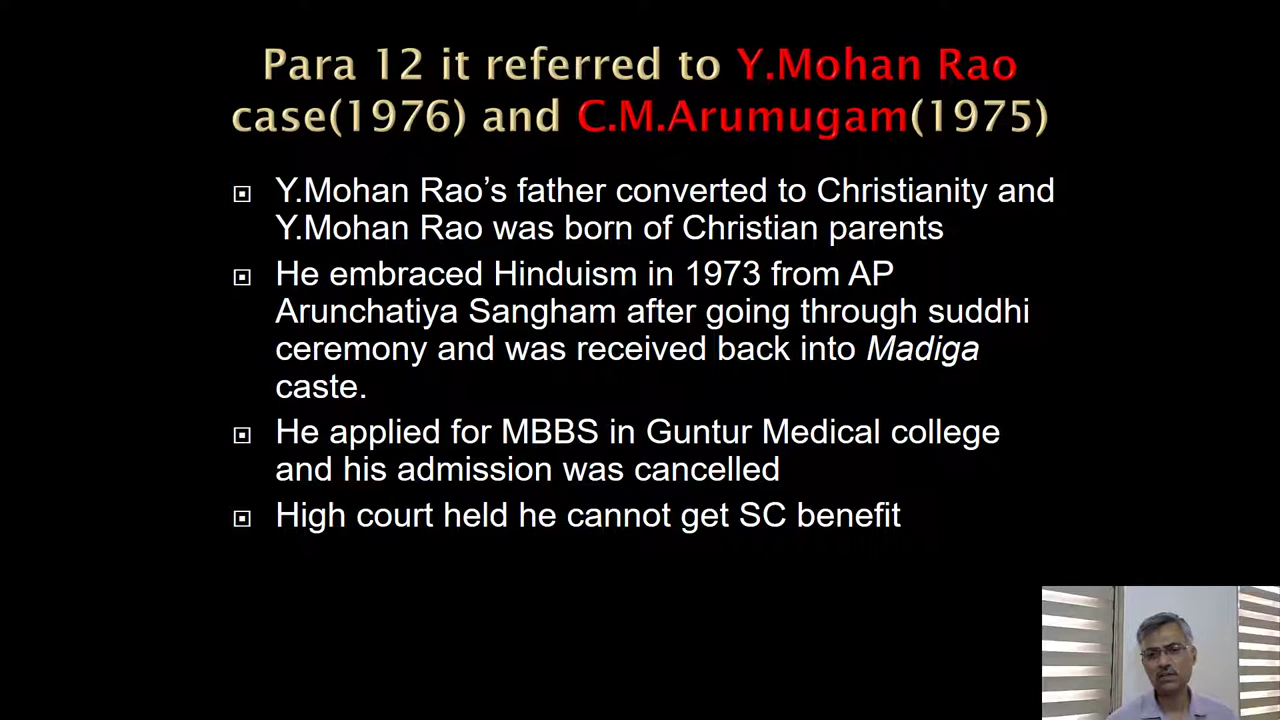 Para 12 it referred to Y.Mohan Rao
case(1976) and C.M.Arumugam(1975)
Y.Mohan Rao’s father converted to Christianity and
Y.Mohan Rao was born of Christian parents
He embraced Hinduism in 1973 from AP
Arunchatiya Sangham after going through suddhi
ceremony and was received back into Madiga
caste.
He applied for MBBS in Guntur Medical college
and his admission was cancelled
High court held he cannot get SC benefit